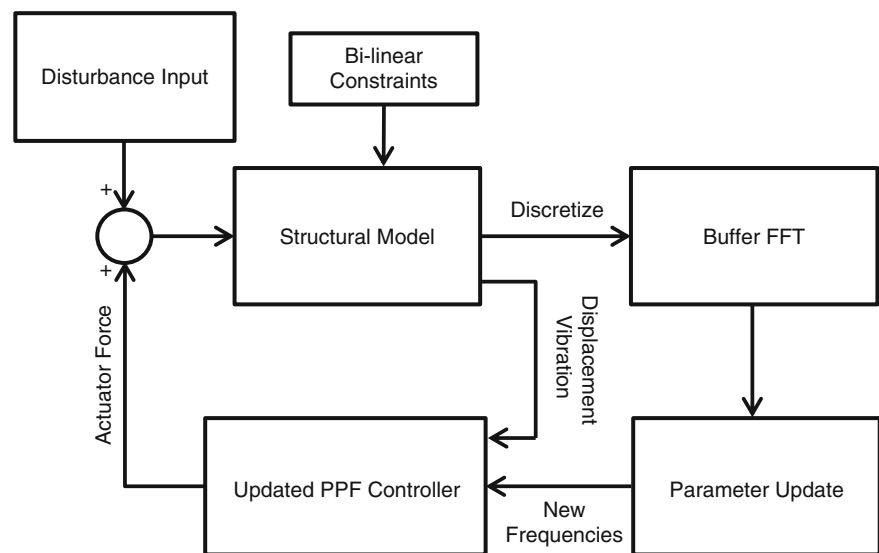 Disturbance Input
Bi-linear
Constraints
+
Structural Model
Discretize
Buffer FFT
+
Actuator Force
Displacement
Vibration
Updated PPF Controller
New
Frequencies
Parameter Update